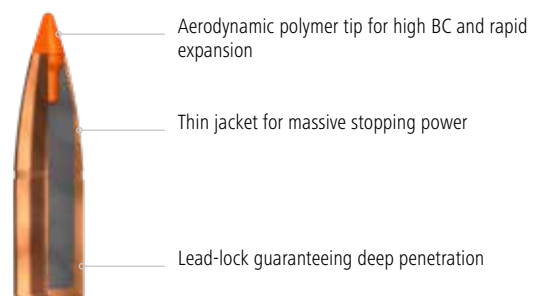 Aerodynamic polymer tip for high BC and rapid
expansion
Thin jacket for massive stopping power
Lead-lock guaranteeing deep penetration